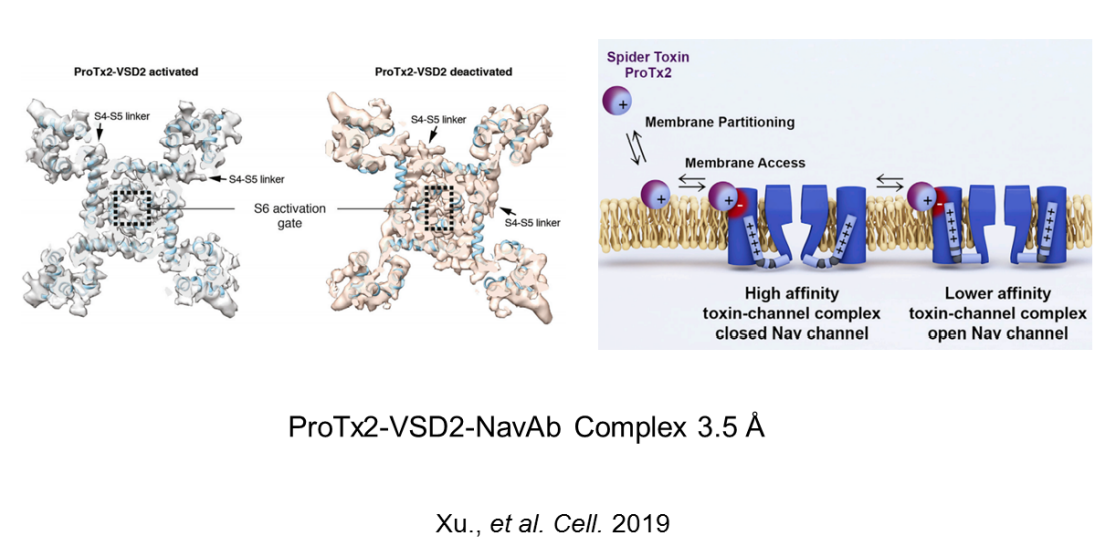 ProTx2-VSD2 activated
S4-S5 linker
S4-S5 linker
S6 activation
gate
ProTx2-VSD2 deactivated
S4-S5 linker
S4-S5 linker
Spider Toxin
ProTx2
+
Membrane Partitioning
Membrane Access
+
+
-
++++
++++
+
-
++++
++++
High affinity
toxin-channel complex
closed Nav channel
Lower affinity
toxin-channel complex
open Nav channel
ProTx2-VSD2-NavAb Complex 3.5 Å
Xu., et al. Cell. 2019